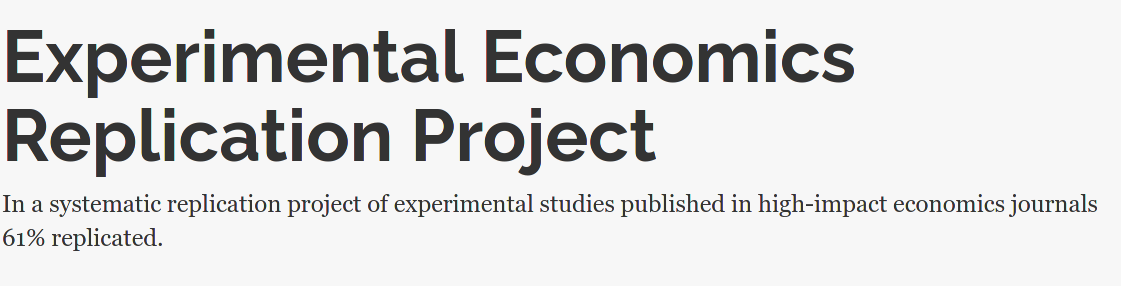 Experimental Economics
Replication Project
In a systematic replication project of experimental studies published in high-impact economics journals
61% replicated.